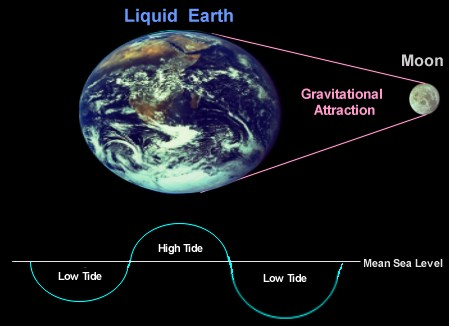 Liquid Earth
Moon
Gravitational
Attraction
High Tide
Mean Sea Level
Low Tide
Low Tide